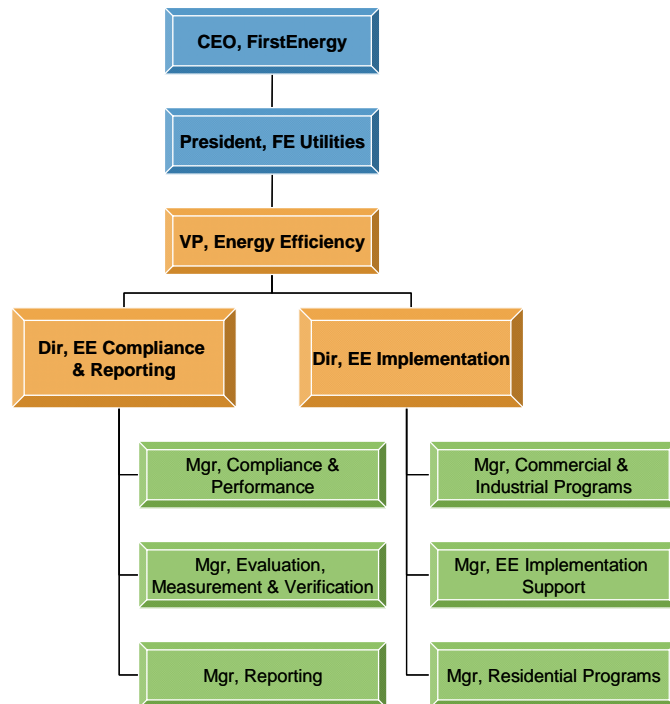 CEO, FirstEnergy
President, FE Utilities
VP, Energy Efficiency
Dir, EE Compliance
& Reporting
Dir, EE Implementation
Mgr, Compliance &
Performance
Mgr, Commercial &
Industrial Programs
Mgr, Evaluation,
Measurement & Verification
Mgr, EE Implementation
Support
Mgr, Reporting
Mgr, Residential Programs